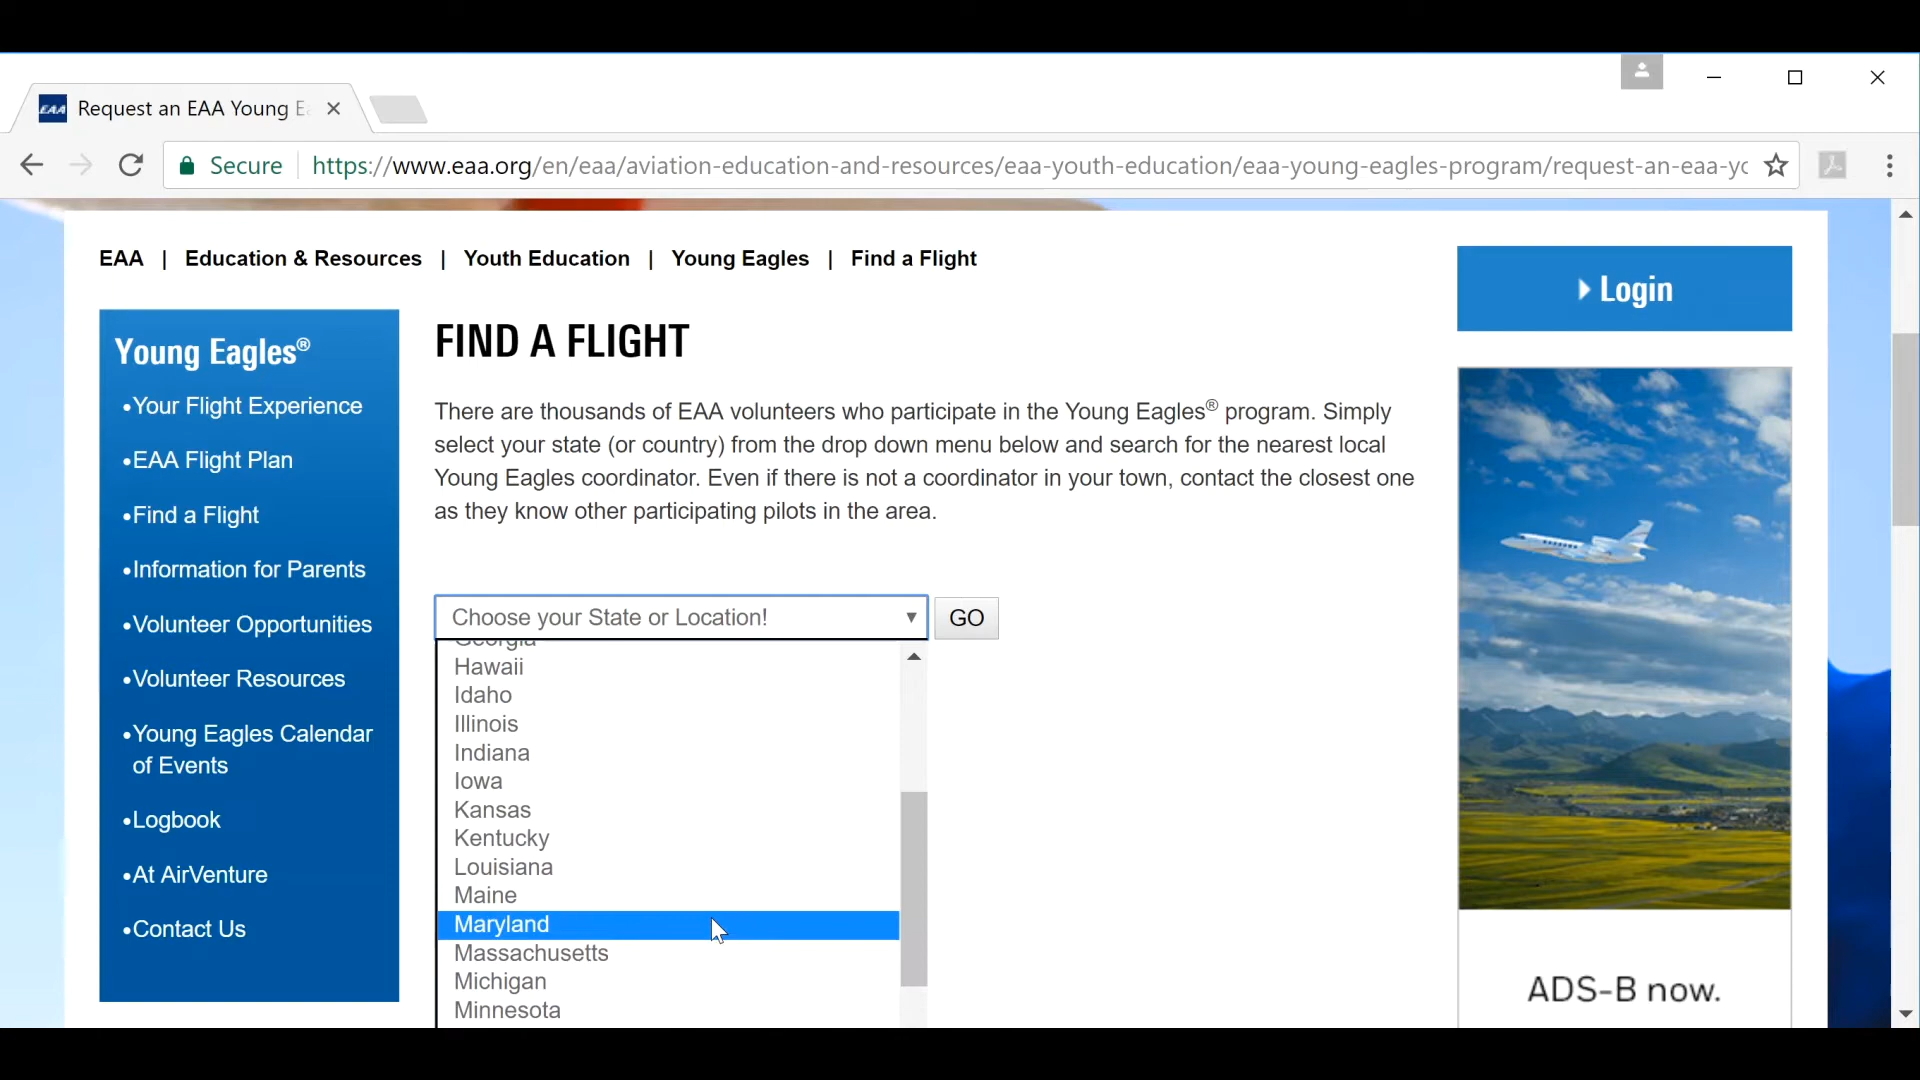 EAA Request an EAA Young Ea
Secure https://www.eaa.org/en/eaa/aviation-education-and-resources/eaa-youth-education/eaa-young-eagles-program/request-an-eaa-yo
EAA | Education & Resources | Youth Education | Young Eagles | Find a Flight
Login
Young Eagles®
•Your Flight Experience
•EAA Flight Plan
•Find a Flight
•Information for Parents
•Volunteer Opportunities
•Volunteer Resources
•Young Eagles Calendar
of Events
•Logbook
•At AirVenture
•Contact Us
FIND A FLIGHT
There are thousands of EAA volunteers who participate in the Young Eagles® program. Simply
select your state (or country) from the drop down menu below and search for the nearest local
Young Eagles coordinator. Even if there is not a coordinator in your town, contact the closest one
as they know other participating pilots in the area.
Choose your State or Location! GO
Georgia
Hawaii
Idaho
Illinois
Indiana
Iowa
Kansas
Kentucky
Louisiana
Maine
Maryland
Massachusetts
Michigan
Minnesota
ADS-B now.